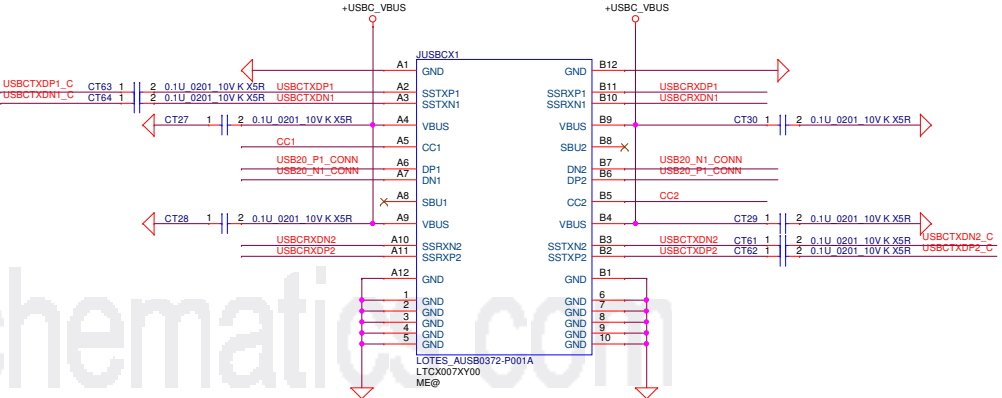 +USBC_VBUS
+USBC_VBUS
JUSBCX1
A1 GND GND B12
USBCTXDP1_C CT63 1 2 0.1U_0201_10V K X5R USBCTXDP1 A2 SSTXP1 SSRXP1 B11 USBCRXDP1
USBCTXDN1_C CT64 1 2 0.1U_0201_10V K X5R USBCTXDN1 A3 SSTXN1 SSRXN1 B10 USBCRXDN1
CT27 1 2 0.1U_0201_10V K X5R A4 VBUS VBUS B9 CT30 1 2 0.1U_0201_10V K X5R
CC1 A5 CC1 SBU2 B8
USB20_P1_CONN A6 DP1 DN2 B7 USB20_N1_CONN
USB20_N1_CONN A7 DN1 DP2 B6 USB20_P1_CONN
A8 SBU1 CC2 B5 CC2
CT28 1 2 0.1U_0201_10V K X5R A9 VBUS VBUS B4 CT29 1 2 0.1U_0201_10V K X5R
USBCRXDN2 A10 SSRXN2 SSTXN2 B3 USBCTXDN2 CT61 1 2 0.1U_0201_10V K X5R USBCTXDN2_C
USBCRXDP2 A11 SSRXP2 SSTXP2 B2 USBCTXDP2 CT62 1 2 0.1U_0201_10V K X5R USBCTXDP2_C
A12 GND GND B1
1 GND GND 6
2 GND GND 7
3 GND GND 8
4 GND GND 9
5 GND GND 10
LOTES_AUSB0372-P001A
LTCX007XY00
ME@
chematics.com